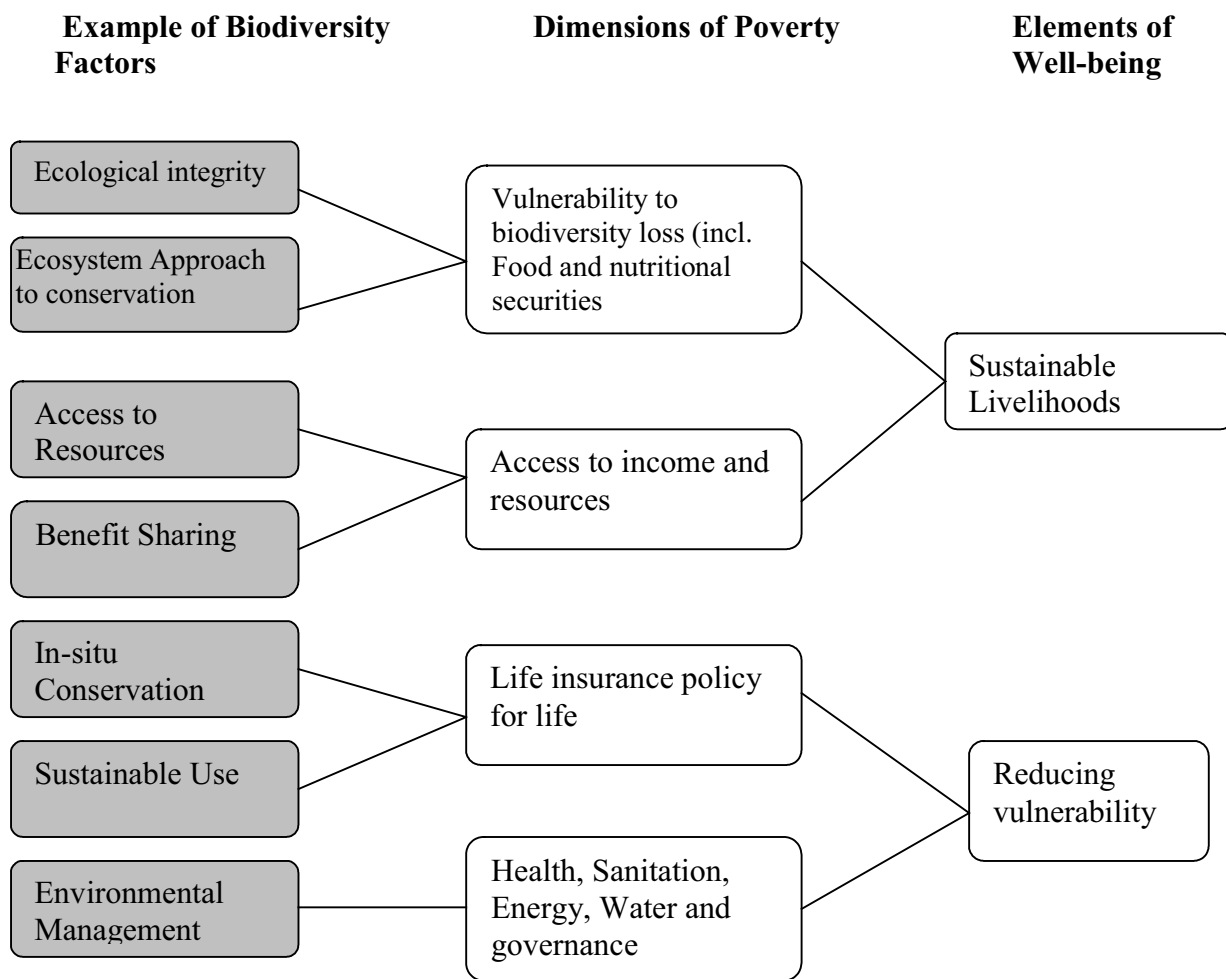 Example of Biodiversity
Factors
Dimensions of Poverty
Elements of
Well-being
Ecological integrity
Ecosystem Approach
to conservation
Access to
Resources
Benefit Sharing
In-situ
Conservation
Sustainable Use
Environmental
Management
Vulnerability to
biodiversity loss (incl.
Food and nutritional
securities
Access to income and
resources
Life insurance policy
for life
Health, Sanitation,
Energy, Water and
governance
Sustainable
Livelihoods
Reducing
vulnerability